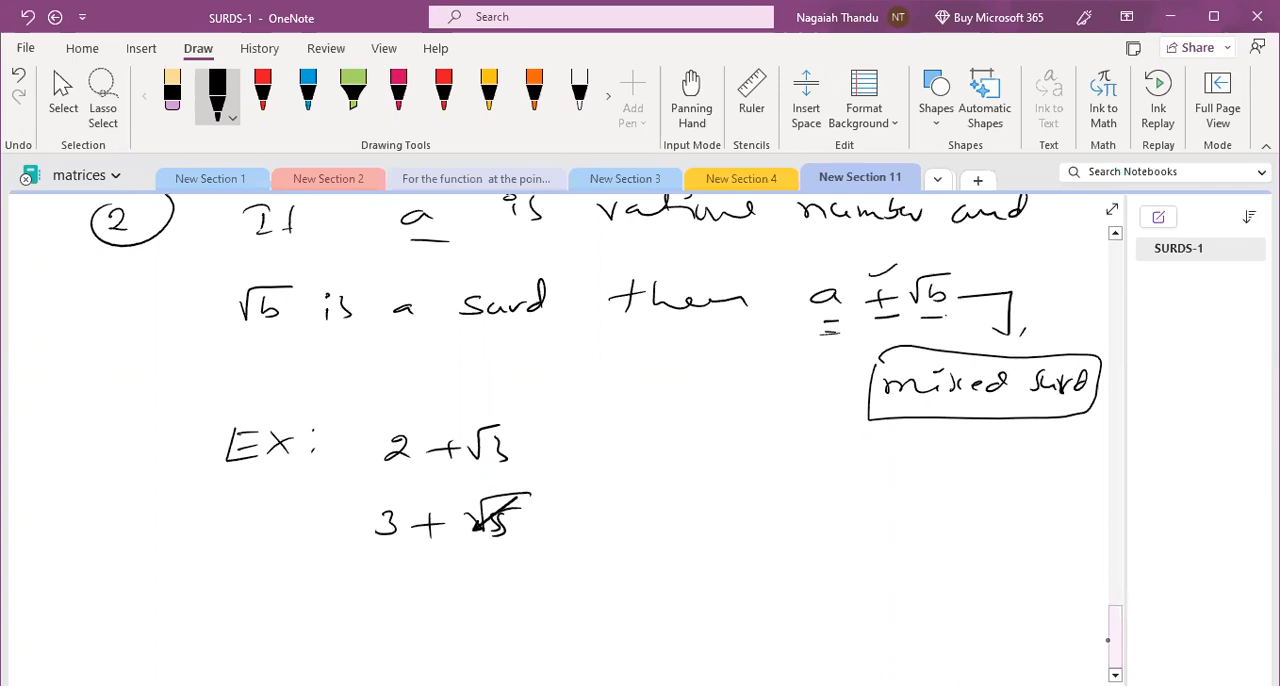 SURDS-1 - OneNote
Search
Nagaiah Thandu NT
Buy Microsoft 365
File Home Insert Draw History Review View Help
Share
Select
Lasso Select
Add Pen
Panning Hand
Ruler
Insert Space
Format Background
Shapes
Automatic Shapes
Ink to Text
Ink to Math
Ink Replay
Full Page View
Undo Selection Drawing Tools Input Mode Stencils Edit Shapes Text Math Replay Mode
matrices
New Section 1 New Section 2 For the function at the poin... New Section 3 New Section 4 New Section 11
Search Notebooks
SURDS-1
2 If a is number and
√b is a surd then a + √b
mixed surd
EX: 2 + √3
3 + √5